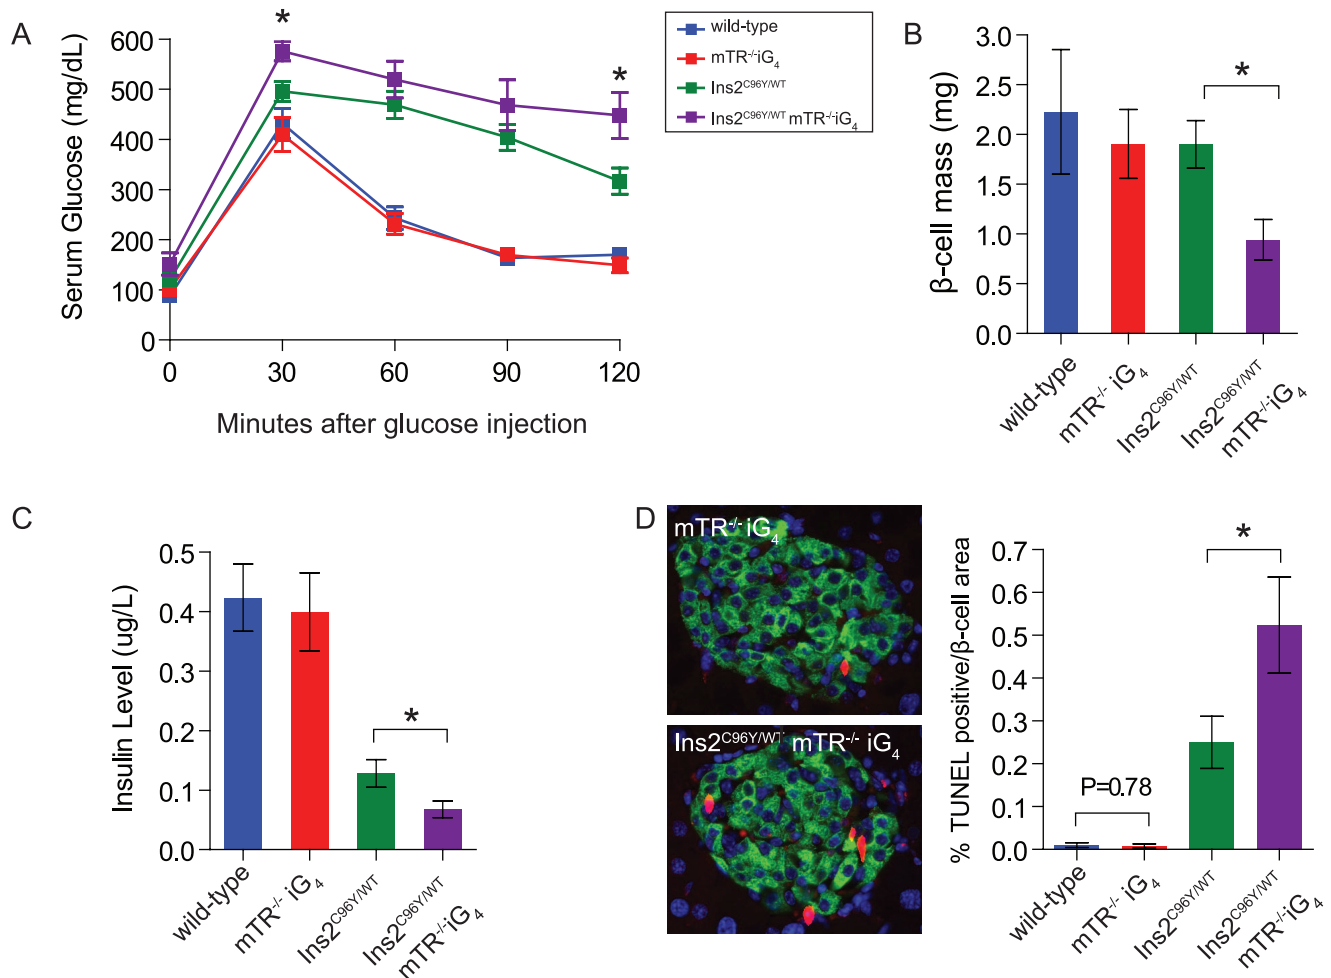 A
*
*
600
500
400
300
200
100
0
Serum Glucose (mg/dL)
0 30 60 90 120
Minutes after glucose injection
wild-type
mTR⁻/⁻iG₄
Ins2ᶜ⁹⁶ʸ/ᵂᵀ
Ins2ᶜ⁹⁶ʸ/ᵂᵀ mTR⁻/⁻iG₄
B
*
3.0
2.5
2.0
1.5
1.0
0.5
0.0
β-cell mass (mg)
wild-type
mTR⁻/⁻ iG₄
Ins2ᶜ⁹⁶ʸ/ᵂᵀ
Ins2ᶜ⁹⁶ʸ/ᵂᵀ
mTR⁻/⁻iG₄
C
*
0.5
0.4
0.3
0.2
0.1
0.0
Insulin Level (ug/L)
wild-type
mTR⁻/⁻ iG₄
Ins2ᶜ⁹⁶ʸ/ᵂᵀ
Ins2ᶜ⁹⁶ʸ/ᵂᵀ
mTR⁻/⁻iG₄
D
mTR⁻/⁻ iG₄
Ins2ᶜ⁹⁶ʸ/ᵂᵀ mTR⁻/⁻ iG₄
*
P=0.78
0.7
0.6
0.5
0.4
0.3
0.2
0.1
0.0
% TUNEL positive/β-cell area
wild-type
mTR⁻/⁻ iG₄
Ins2ᶜ⁹⁶ʸ/ᵂᵀ
Ins2ᶜ⁹⁶ʸ/ᵂᵀ
mTR⁻/⁻iG₄